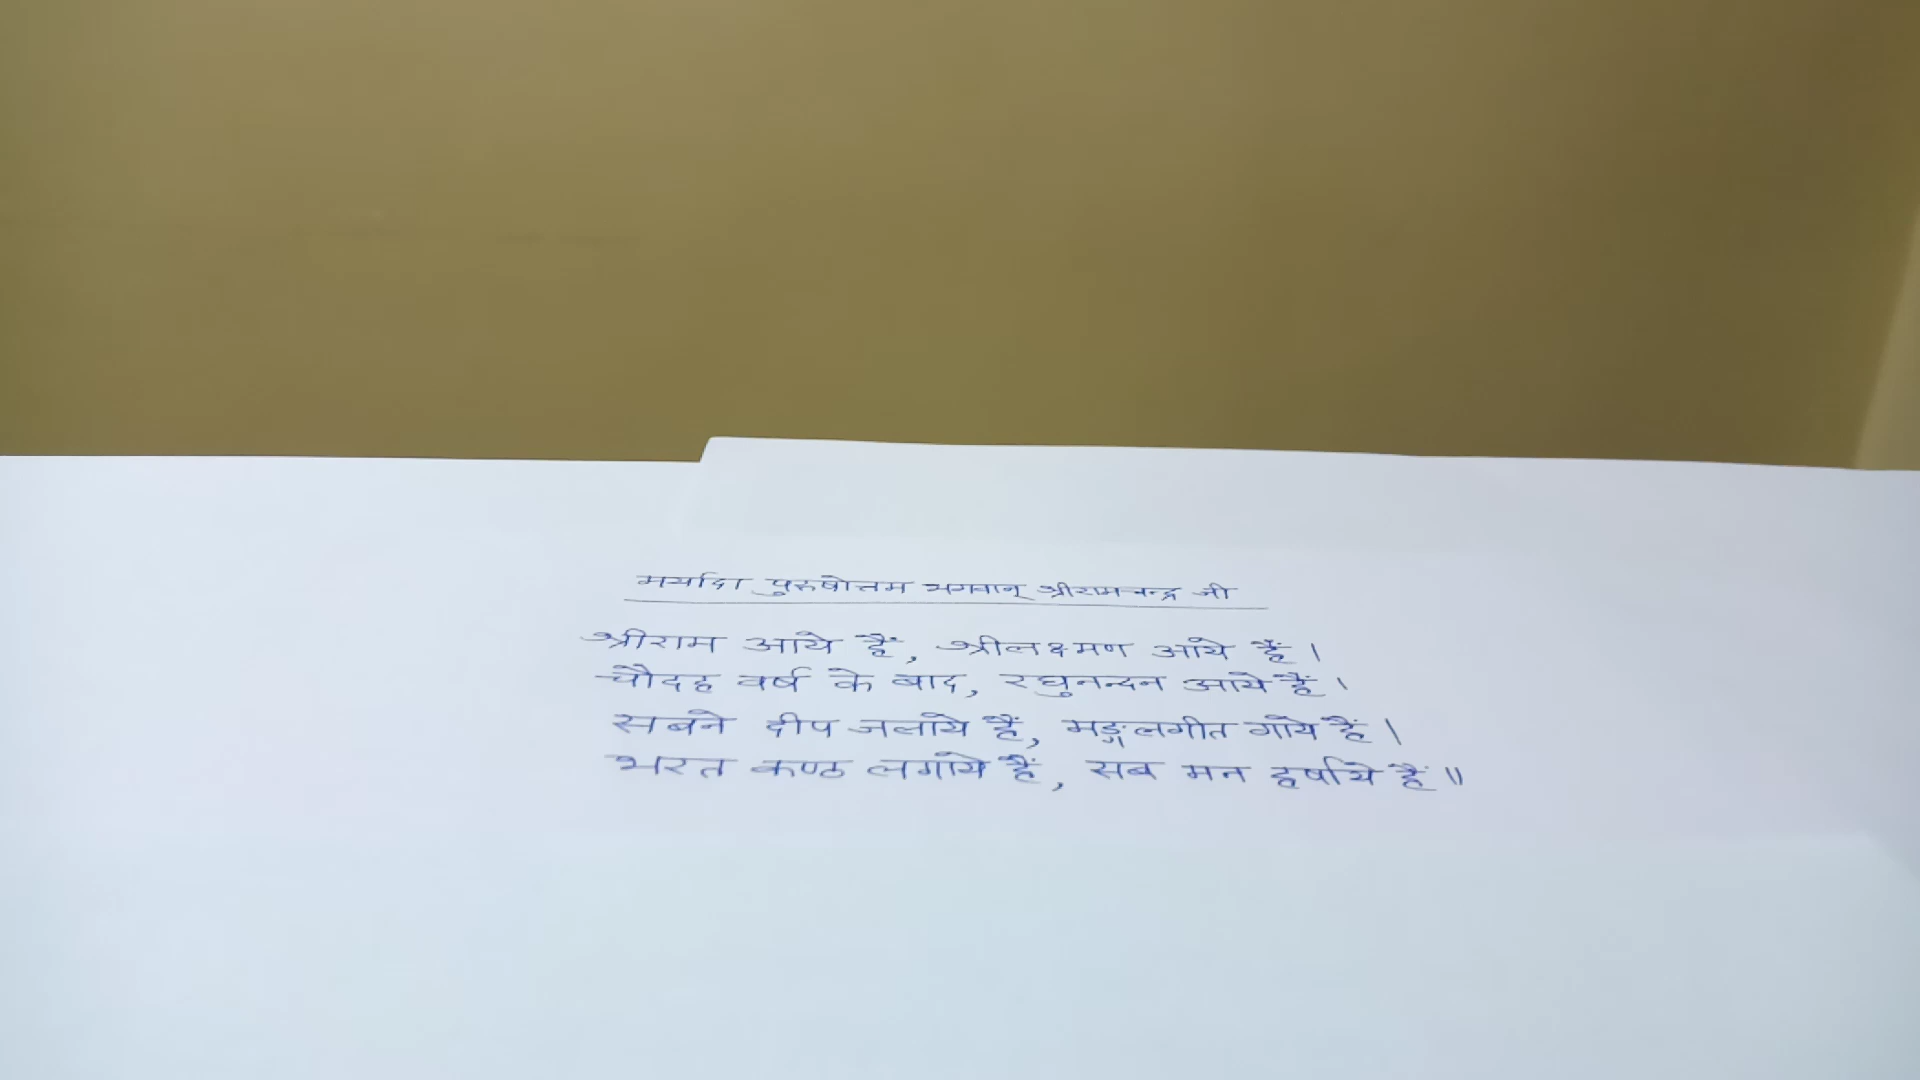 मर्यादा पुरुषोत्तम भगवान् श्रीरामचन्द्र जी
श्रीराम आये हैं, श्रीलक्ष्मण आये हैं।
चौदह वर्ष के बाद, रघुनन्दन आये हैं।
सबने दीप जलाये हैं, मङ्गलगीत गाये हैं।
भरत कण्ठ लगाये हैं, सब मन हर्षाये हैं॥